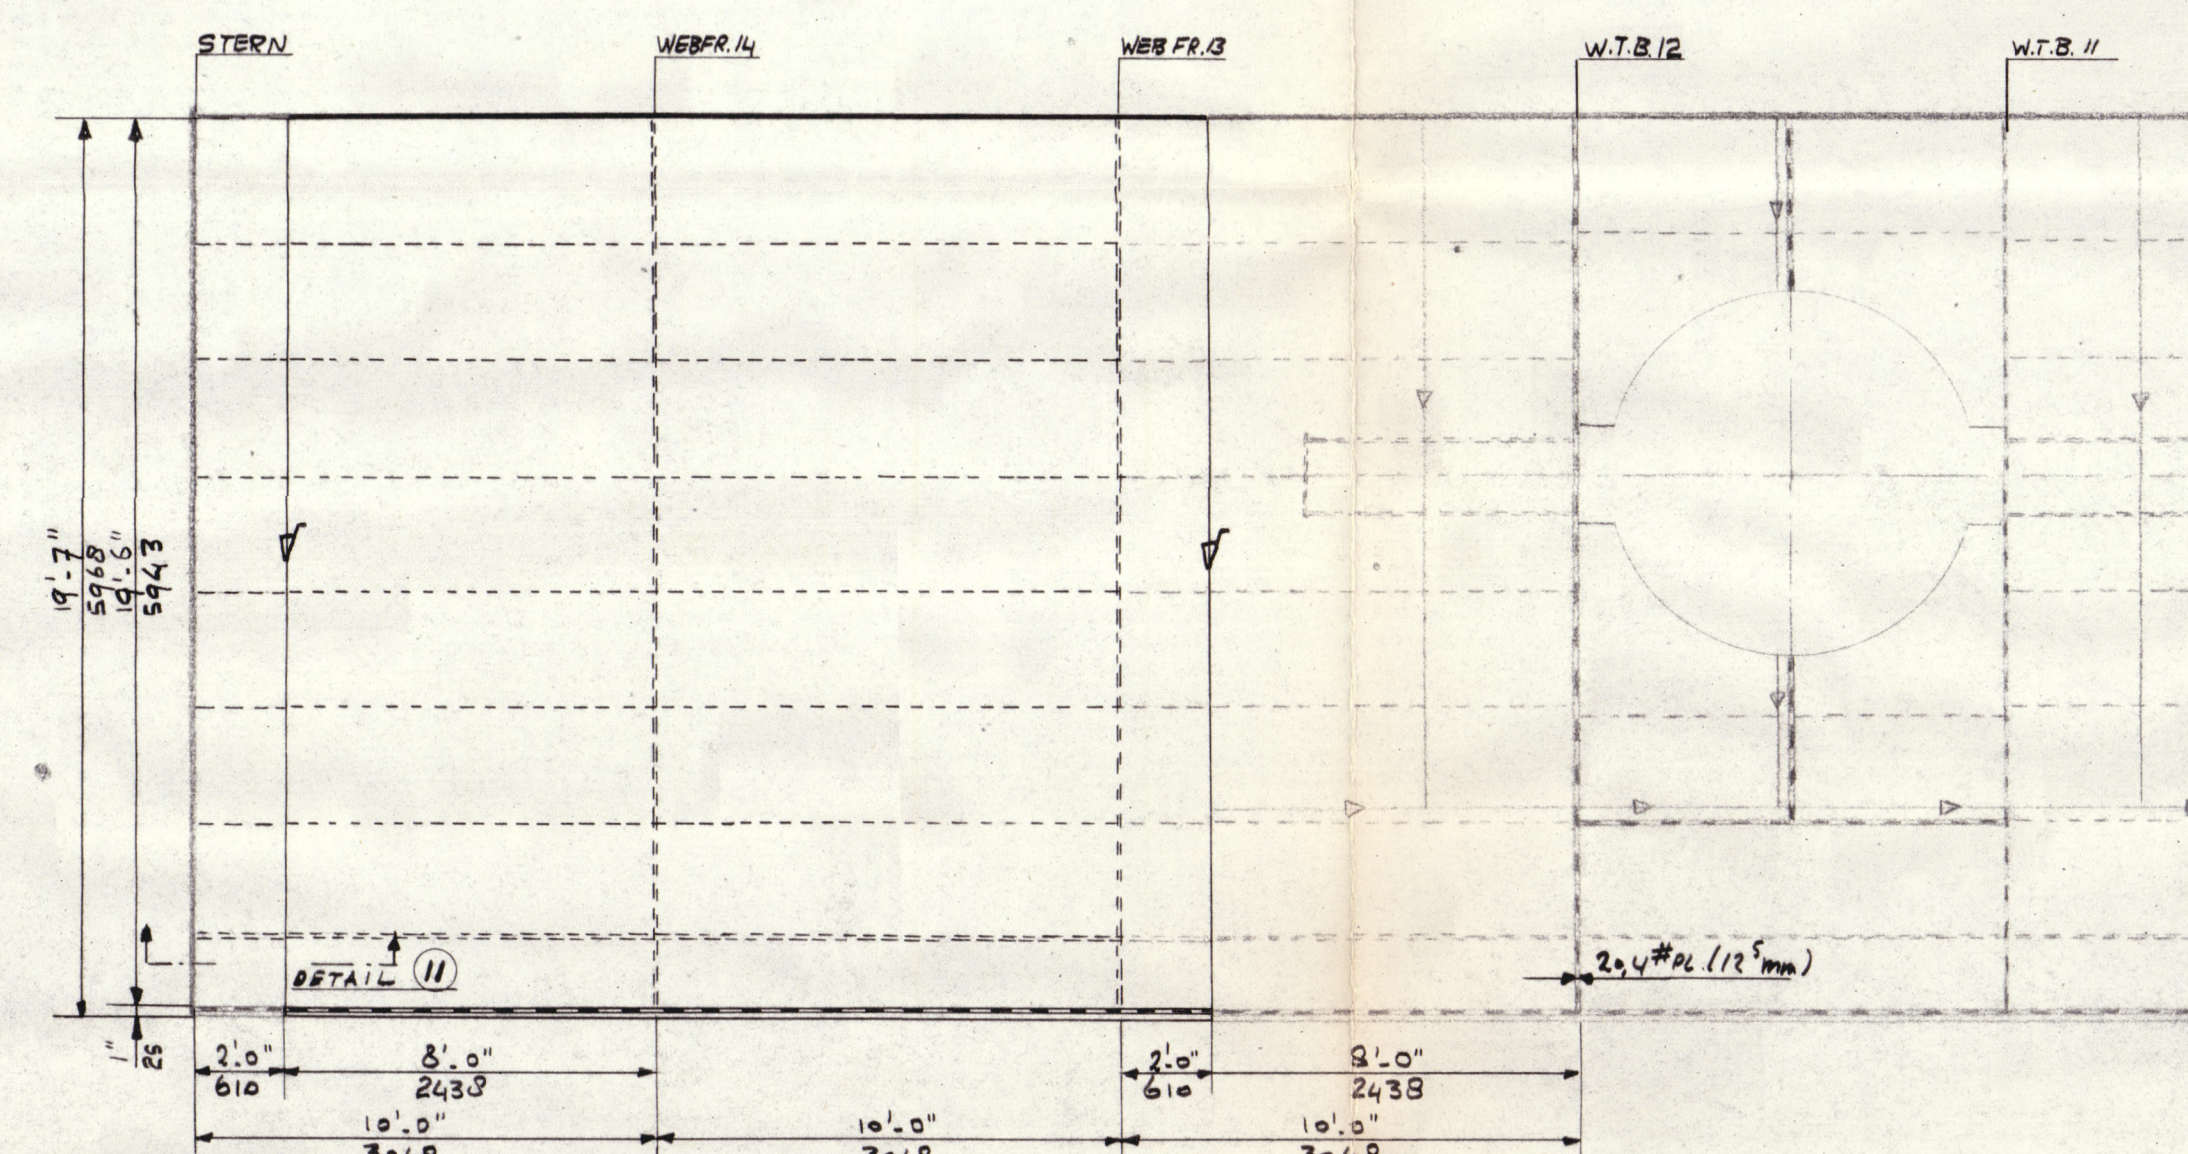 STERN
WEBFR.14
WEB FR.13
W.T.B.12
W.T.B. 11
19'-7"
5968
19'-6"
5943
DETAIL 11
20,4 #PL.(12⁵mm)
1"
25
2'.0"
610
8'-0"
2438
2'-0"
610
8'-0"
2438
10'-0"
10'-0"
10'-0"